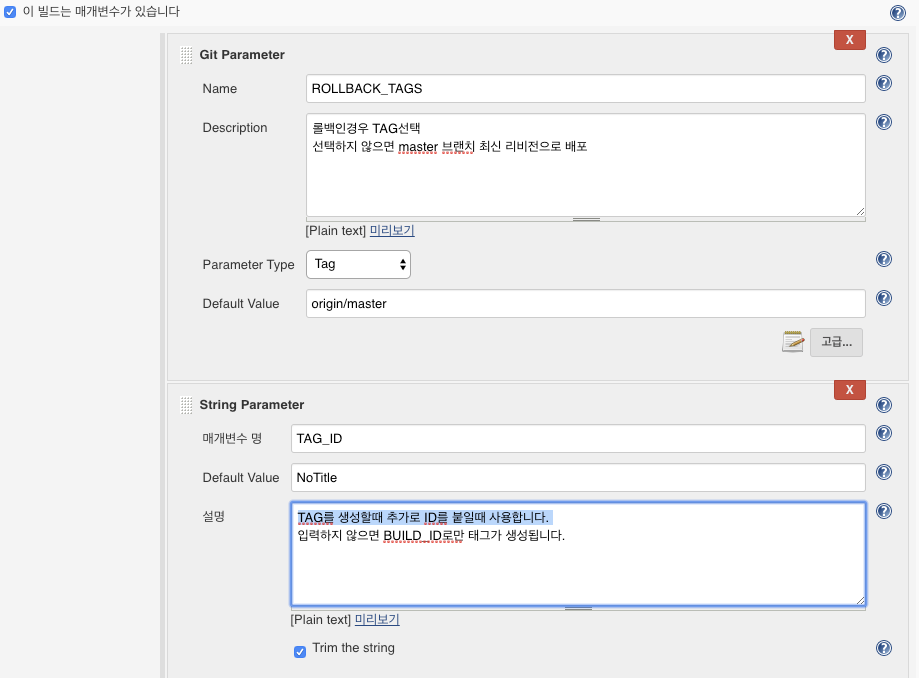 이 빌드는 매개변수가 있습니다
X
Git Parameter
Name
ROLLBACK_TAGS
Description
롤백인경우 TAG선택
선택하지 않으면 master 브랜치 최신 리비전으로 배포
[Plain text] 미리보기
Parameter Type
Tag
Default Value
origin/master
고급...
X
String Parameter
매개변수 명
TAG_ID
Default Value
NoTitle
설명
TAG를 생성할때 추가로 ID를 붙일때 사용합니다.
입력하지 않으면 BUILD_ID로만 태그가 생성됩니다.
[Plain text] 미리보기
Trim the string